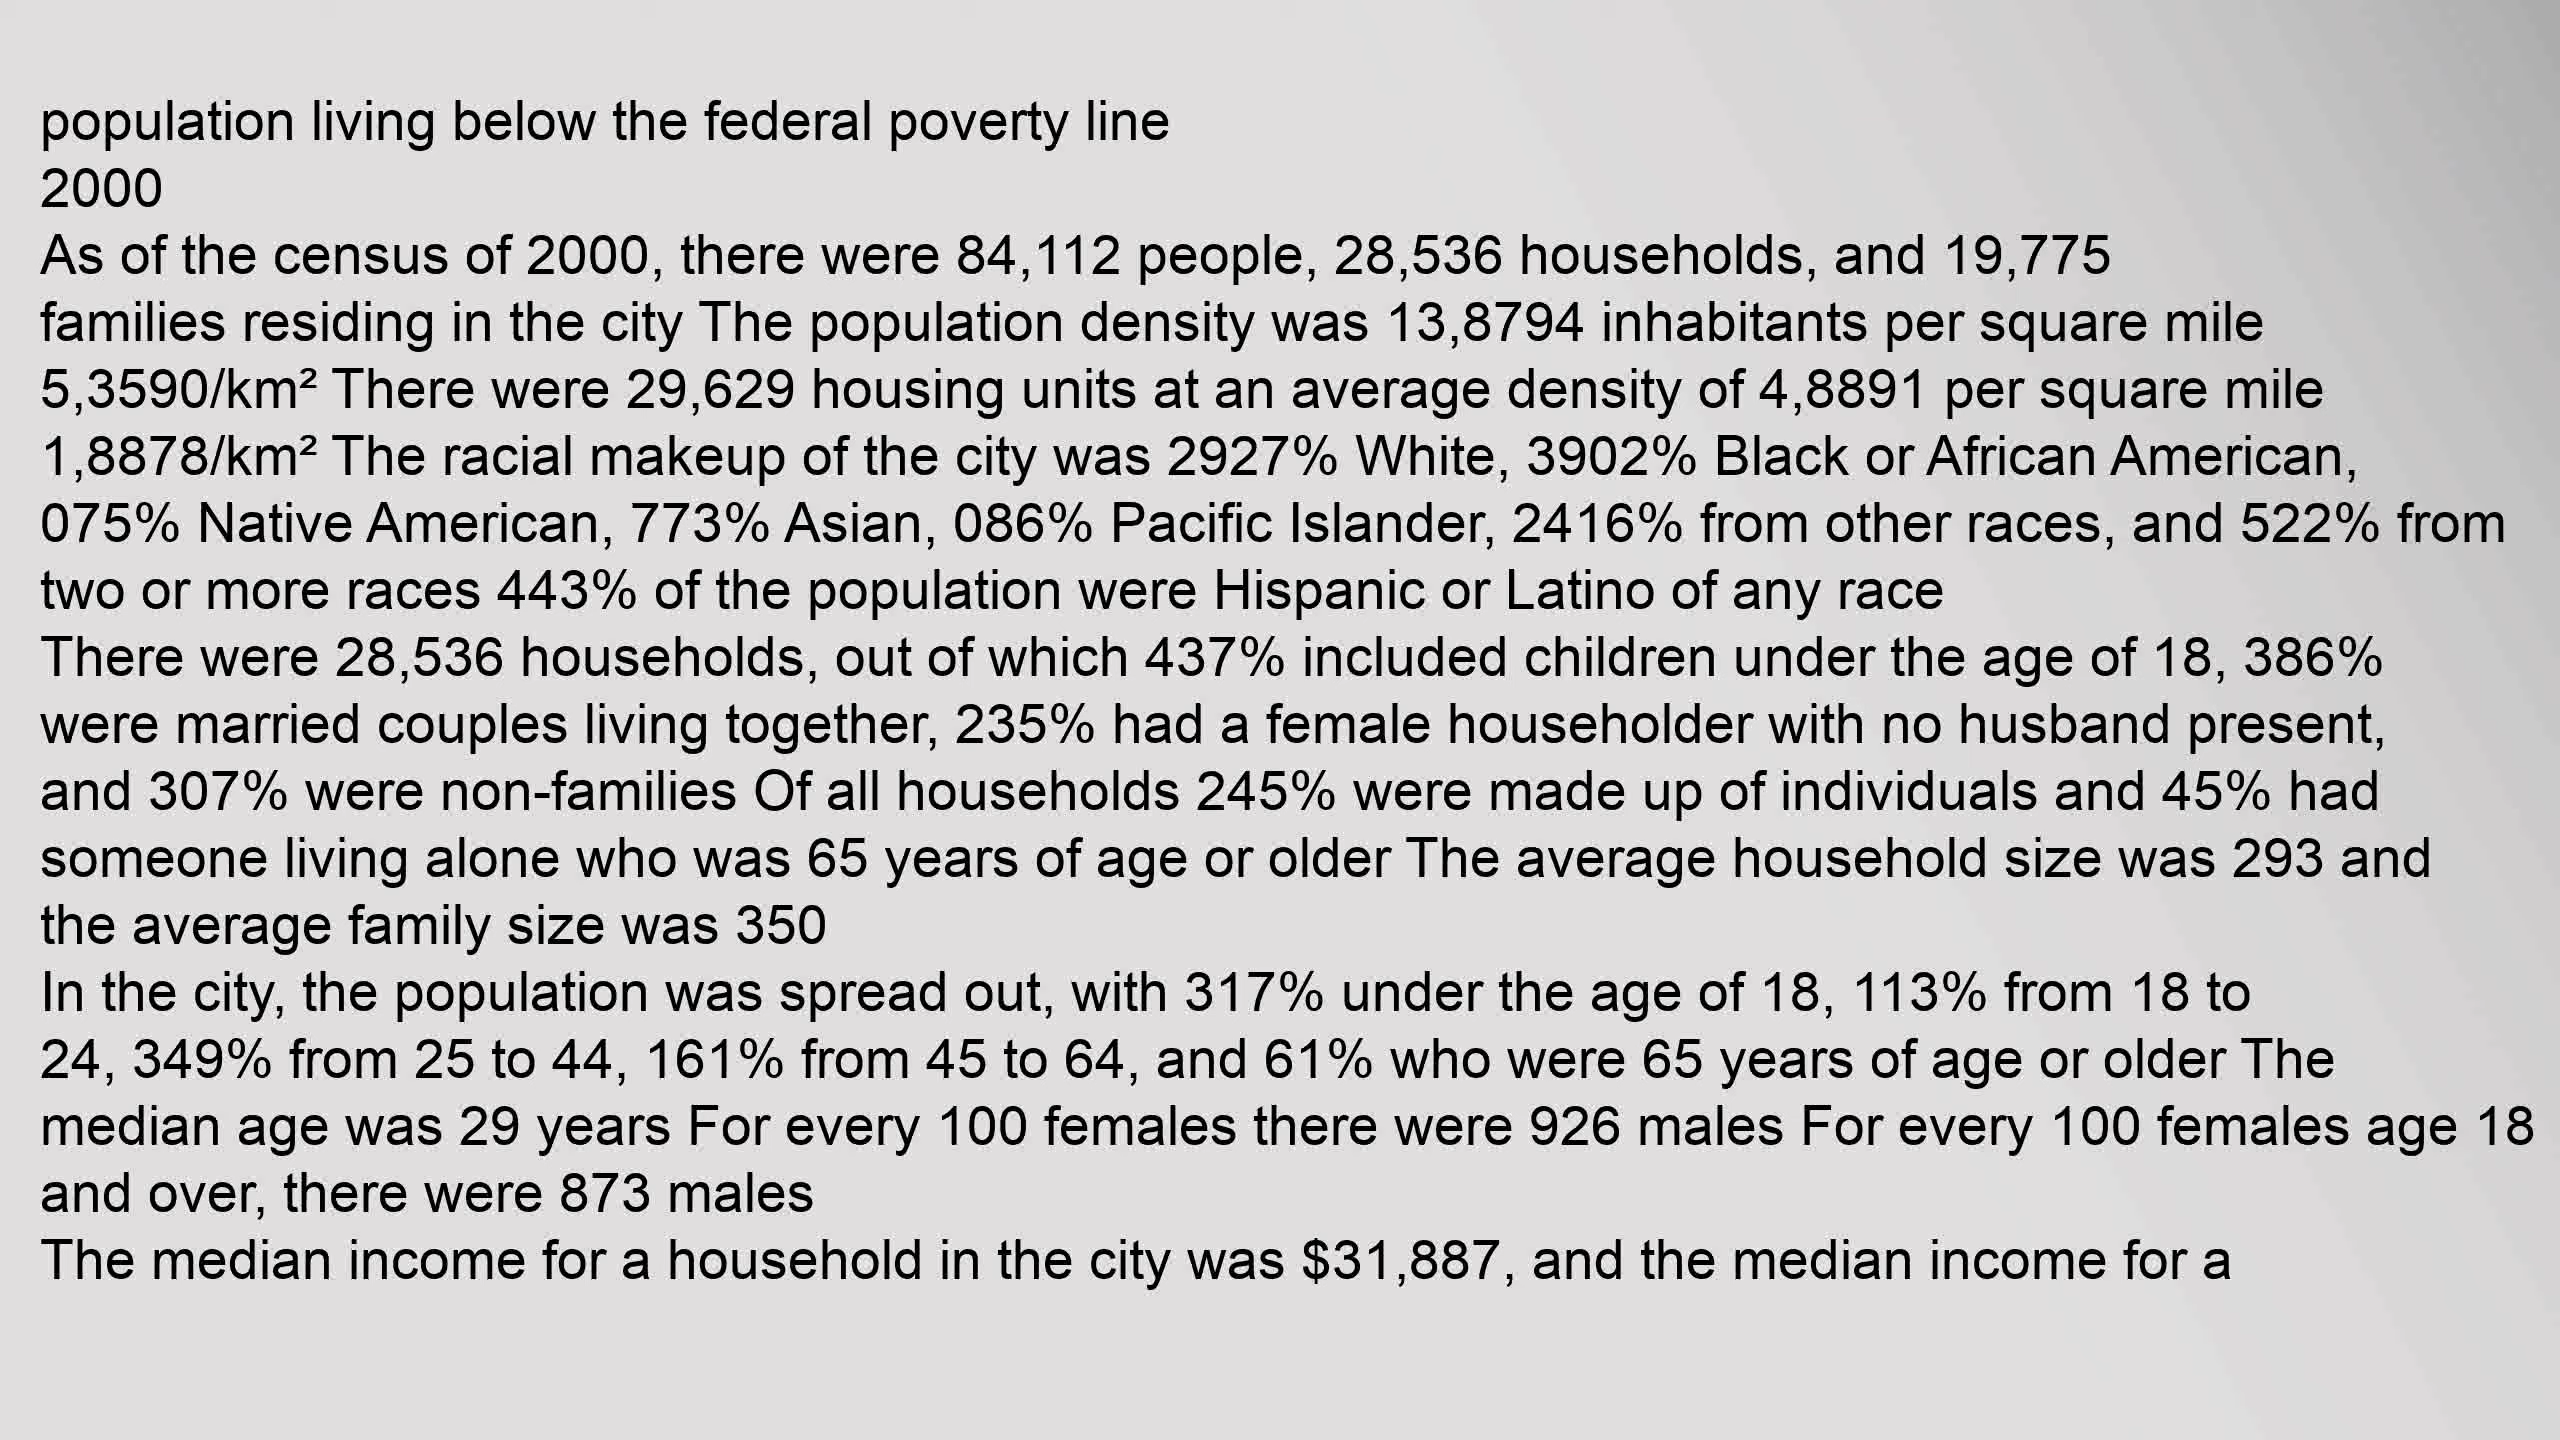 population living below the federal poverty line
2000
As of the census of 2000, there were 84,112 people, 28,536 households, and 19,775
families residing in the city The population density was 13,8794 inhabitants per square mile
5,3590/km² There were 29,629 housing units at an average density of 4,8891 per square mile
1,8878/km² The racial makeup of the city was 2927% White, 3902% Black or African American,
075% Native American, 773% Asian, 086% Pacific Islander, 2416% from other races, and 522% from
two or more races 443% of the population were Hispanic or Latino of any race
There were 28,536 households, out of which 437% included children under the age of 18, 386%
were married couples living together, 235% had a female householder with no husband present,
and 307% were non-families Of all households 245% were made up of individuals and 45% had
someone living alone who was 65 years of age or older The average household size was 293 and
the average family size was 350
In the city, the population was spread out, with 317% under the age of 18, 113% from 18 to
24, 349% from 25 to 44, 161% from 45 to 64, and 61% who were 65 years of age or older The
median age was 29 years For every 100 females there were 926 males For every 100 females age 18
and over, there were 873 males
The median income for a household in the city was $31,887, and the median income for a